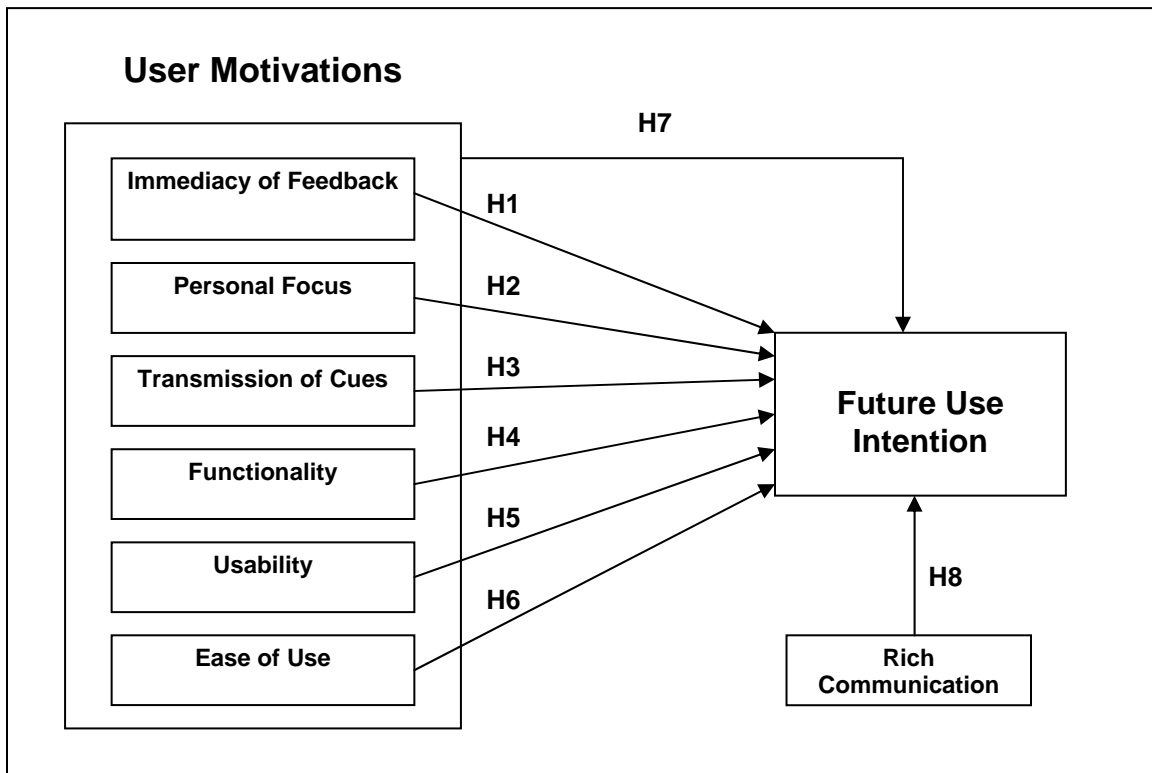 User Motivations
H7
Immediacy of Feedback
H1
Personal Focus
H2
Transmission of Cues
H3
Future Use
Intention
Functionality
H4
Usability
H5
H8
Ease of Use
H6
Rich
Communication